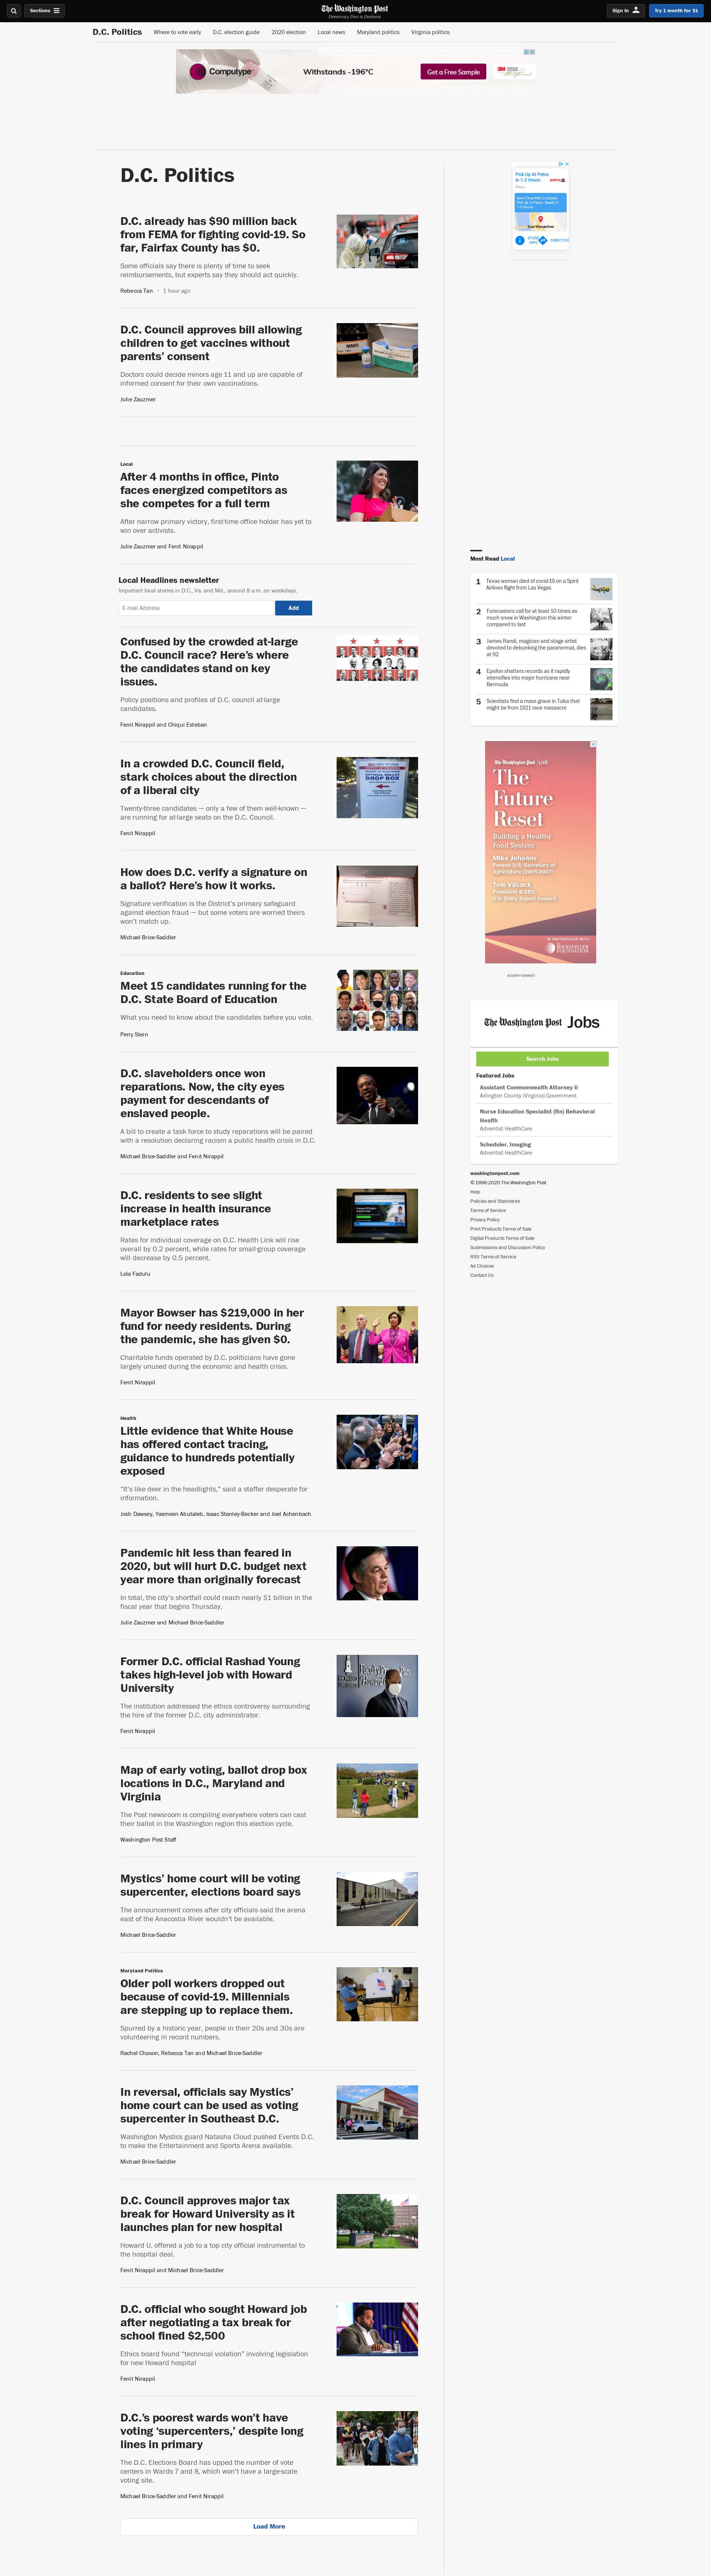 Sections
The Washington Post
Democracy Dies in Darkness
Sign In
Try 1 month for $1
D.C. Politics
Where to vote early
D.C. election guide
2020 election
Local news
Maryland politics
Virginia politics
Computype
Withstands -196°C
Get a Free Sample
D.C. Politics
D.C. already has $90 million back
from FEMA for fighting covid-19. So
far, Fairfax County has $0.
Some officials say there is plenty of time to seek
reimbursements, but experts say they should act quickly.
Rebecca Tan • 1 hour ago
D.C. Council approves bill allowing
children to get vaccines without
parents’ consent
Doctors could decide minors age 11 and up are capable of
informed consent for their own vaccinations.
Julie Zauzmer
Local
After 4 months in office, Pinto
faces energized competitors as
she competes for a full term
After narrow primary victory, first-time office holder has yet to
win over activists.
Julie Zauzmer and Fenit Nirappil
Local Headlines newsletter
Important local stories in D.C., Va. and Md., around 8 a.m. on weekdays.
E-mail Address
Add
Confused by the crowded at-large
D.C. Council race? Here’s where
the candidates stand on key
issues.
Policy positions and profiles of D.C. council at-large
candidates.
Fenit Nirappil and Chiqui Esteban
In a crowded D.C. Council field,
stark choices about the direction
of a liberal city
Twenty-three candidates — only a few of them well-known —
are running for at-large seats on the D.C. Council.
Fenit Nirappil
How does D.C. verify a signature on
a ballot? Here’s how it works.
Signature verification is the District’s primary safeguard
against election fraud — but some voters are worried theirs
won’t match up.
Michael Brice-Saddler
Education
Meet 15 candidates running for the
D.C. State Board of Education
What you need to know about the candidates before you vote.
Perry Stein
D.C. slaveholders once won
reparations. Now, the city eyes
payment for descendants of
enslaved people.
A bill to create a task force to study reparations will be paired
with a resolution declaring racism a public health crisis in D.C.
Michael Brice-Saddler and Fenit Nirappil
D.C. residents to see slight
increase in health insurance
marketplace rates
Rates for individual coverage on D.C. Health Link will rise
overall by 0.2 percent, while rates for small-group coverage
will decrease by 0.5 percent.
Lola Fadulu
Mayor Bowser has $219,000 in her
fund for needy residents. During
the pandemic, she has given $0.
Charitable funds operated by D.C. politicians have gone
largely unused during the economic and health crisis.
Fenit Nirappil
Health
Little evidence that White House
has offered contact tracing,
guidance to hundreds potentially
exposed
“It’s like deer in the headlights,” said a staffer desperate for
information.
Josh Dawsey, Yasmeen Abutaleb, Isaac Stanley-Becker and Joel Achenbach
Pandemic hit less than feared in
2020, but will hurt D.C. budget next
year more than originally forecast
In total, the city’s shortfall could reach nearly $1 billion in the
fiscal year that begins Thursday.
Julie Zauzmer and Michael Brice-Saddler
Former D.C. official Rashad Young
takes high-level job with Howard
University
The institution addressed the ethics controversy surrounding
the hire of the former D.C. city administrator.
Fenit Nirappil
Map of early voting, ballot drop box
locations in D.C., Maryland and
Virginia
The Post newsroom is compiling everywhere voters can cast
their ballot in the Washington region this election cycle.
Washington Post Staff
Mystics’ home court will be voting
supercenter, elections board says
The announcement comes after city officials said the arena
east of the Anacostia River wouldn’t be available.
Michael Brice-Saddler
Maryland Politics
Older poll workers dropped out
because of covid-19. Millennials
are stepping up to replace them.
Spurred by a historic year, people in their 20s and 30s are
volunteering in record numbers.
Rachel Chason, Rebecca Tan and Michael Brice-Saddler
In reversal, officials say Mystics’
home court can be used as voting
supercenter in Southeast D.C.
Washington Mystics guard Natasha Cloud pushed Events D.C.
to make the Entertainment and Sports Arena available.
Michael Brice-Saddler
D.C. Council approves major tax
break for Howard University as it
launches plan for new hospital
Howard U. offered a job to a top city official instrumental to
the hospital deal.
Fenit Nirappil and Michael Brice-Saddler
D.C. official who sought Howard job
after negotiating a tax break for
school fined $2,500
Ethics board found “technical violation” involving legislation
for new Howard hospital
Fenit Nirappil
D.C.’s poorest wards won’t have
voting ‘supercenters,’ despite long
lines in primary
The D.C. Elections Board has upped the number of vote
centers in Wards 7 and 8, which won’t have a large-scale
voting site.
Michael Brice-Saddler and Fenit Nirappil
Load More
Pick Up At Petco
In 1-2 Hours
Petco
Save Time With Curbside
Pick Up At Petco. Ready In
1-2 Hours
East Wenatchee
STORE INFO
DIRECTIONS
Most Read Local
1 Texas woman died of covid-19 on a Spirit
Airlines flight from Las Vegas
2 Forecasters call for at least 10 times as
much snow in Washington this winter
compared to last
3 James Randi, magician and stage artist
devoted to debunking the paranormal, dies
at 92
4 Epsilon shatters records as it rapidly
intensifies into major hurricane near
Bermuda
5 Scientists find a mass grave in Tulsa that
might be from 1921 race massacre
The Washington Post LIVE
The
Future
Reset
Building a Healthy
Food System
Mike Johanns
Former U.S. Secretary of
Agriculture (2005-2007)
Tom Vilsack
President & CEO,
U.S. Dairy Export Council
IN PARTNERSHIP WITH
The ROCKEFELLER
FOUNDATION
ADVERTISEMENT
The Washington Post Jobs
Search Jobs
Featured Jobs
Assistant Commonwealth Attorney Ii
Arlington County (Virginia) Government
Nurse Education Specialist (Rn) Behavioral
Health
Adventist HealthCare
Scheduler, Imaging
Adventist HealthCare
washingtonpost.com
© 1996-2020 The Washington Post
Help
Policies and Standards
Terms of Service
Privacy Policy
Print Products Terms of Sale
Digital Products Terms of Sale
Submissions and Discussion Policy
RSS Terms of Service
Ad Choices
Contact Us